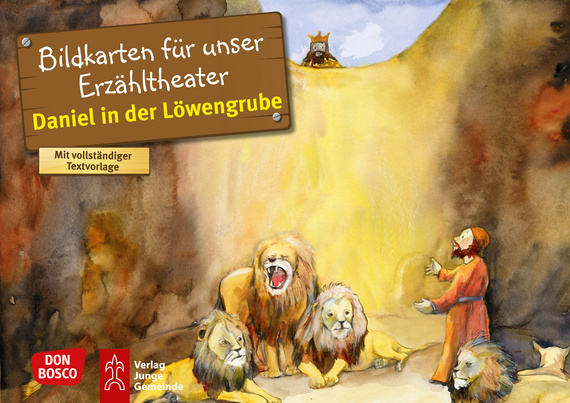 Bildkarten für unser
Erzähltheater
Daniel in der Löwengrube
Mit vollständiger
Textvorlage
DON
BOSCO
Verlag
Junge
Gemeinde